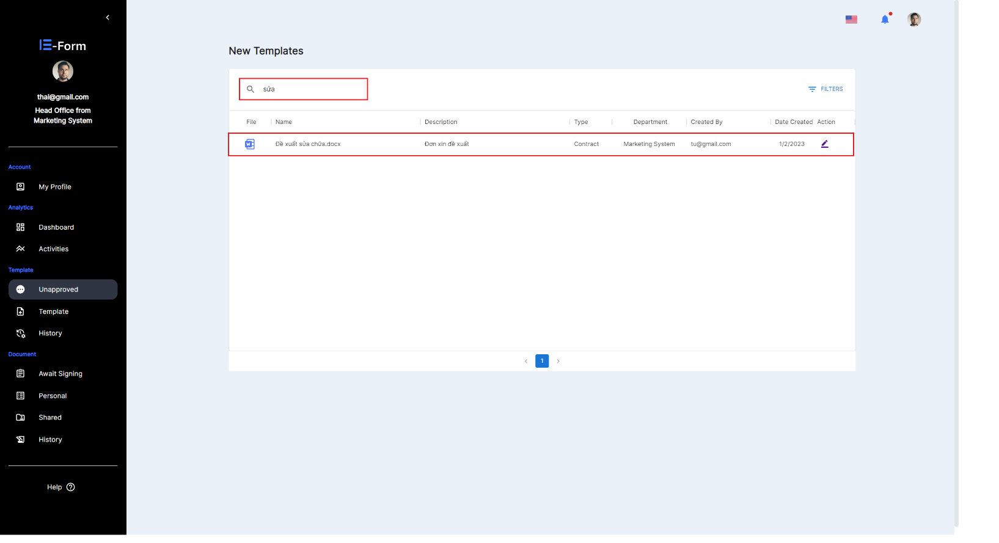 E-Form
thai@gmail.com
Head Office from
Marketing System
Account
My Profile
Analytics
Dashboard
Activities
Template
Unapproved
Template
History
Document
Await Signing
Personal
Shared
History
Help
New Templates
sửa
FILTERS
File Name Description Type Department Created By Date Created Action
W Đề xuất sửa chữa.docx Đơn xin đề xuất Contract Marketing System tu@gmail.com 1/2/2023
1